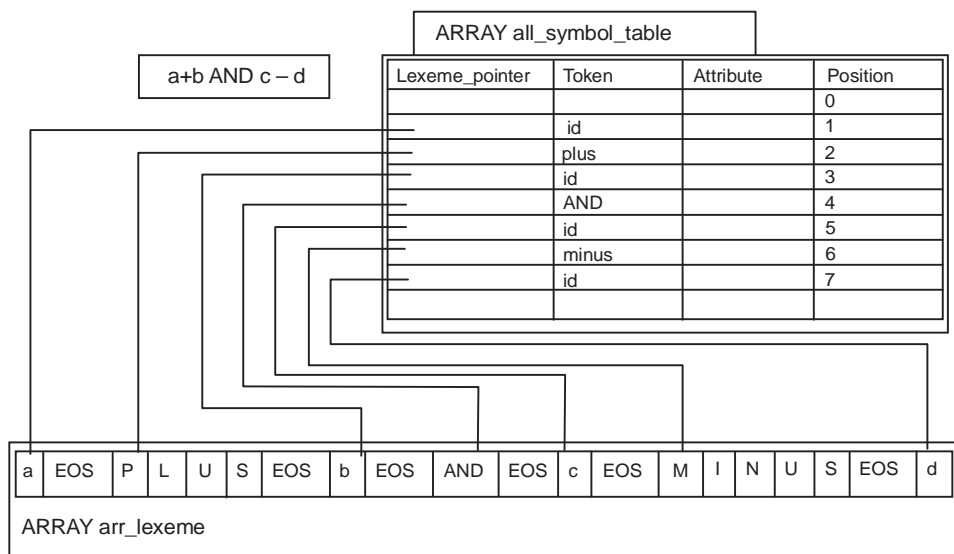 ARRAY all_symbol_table
a+b AND c – d
Lexeme_pointer Token Attribute Position
0
id 1
plus 2
id 3
AND 4
id 5
minus 6
id 7
a EOS P L U S EOS b EOS AND EOS c EOS M I N U S EOS d
ARRAY arr_lexeme